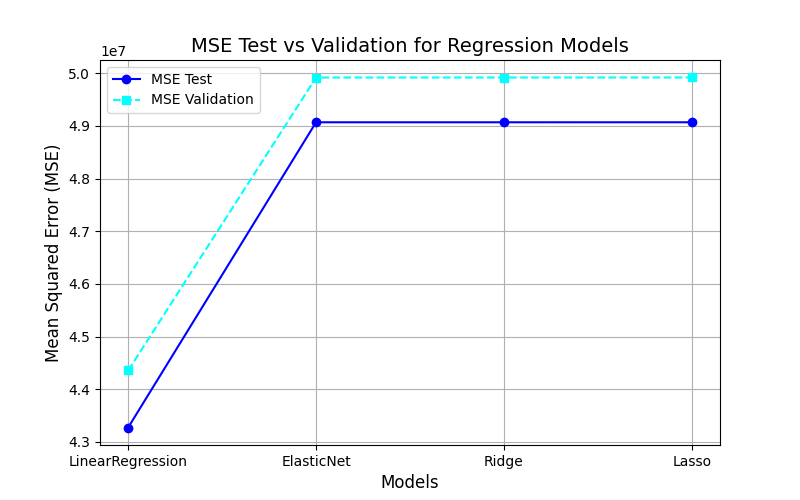 MSE Test vs Validation for Regression Models
1e7
MSE Test
MSE Validation
5.0
4.9
4.8
4.7
4.6
4.5
4.4
4.3
Mean Squared Error (MSE)
LinearRegression ElasticNet Ridge Lasso
Models